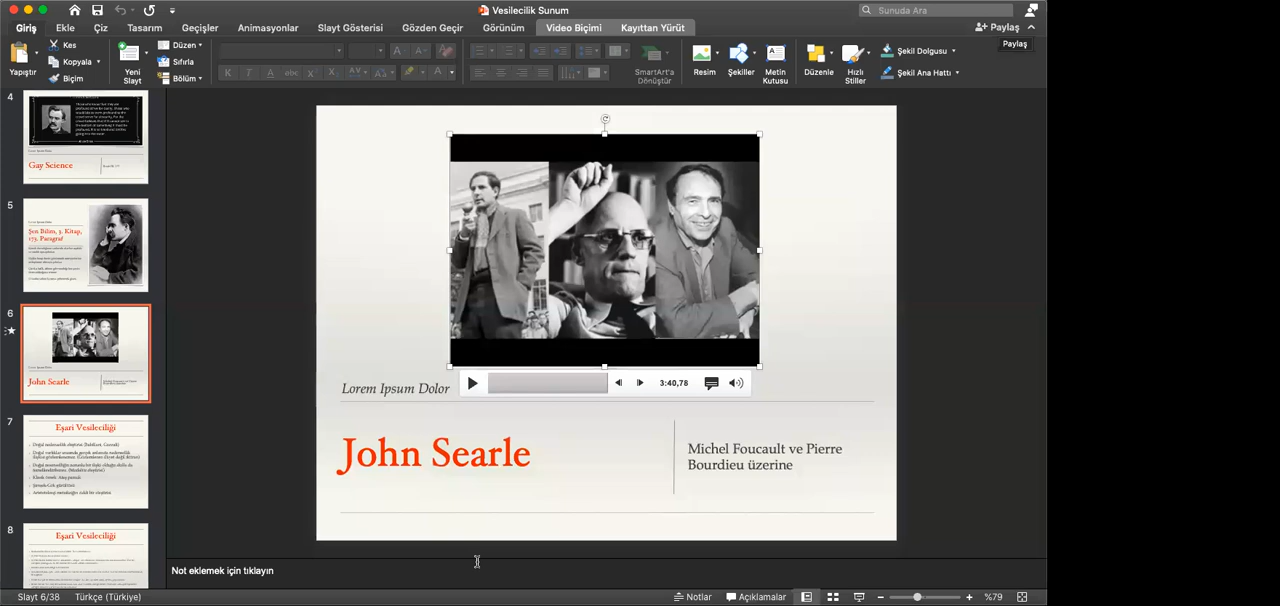 Vesilecilik Sunum
Sunuda Ara
Giriş Ekle Çiz Tasarım Geçişler Animasyonlar Slayt Gösterisi Gözden Geçir Görünüm Video Biçimi Kayıttan Yürüt
Paylaş
Paylaş
Yapıştır
Kes
Kopyala
Biçim
Yeni Slayt
Düzen
Sıfırla
Bölüm
SmartArt'a Dönüştür
Resim
Şekiller
Metin Kutusu
Düzenle
Hızlı Stiller
Şekil Dolgusu
Şekil Ana Hattı
4
Gay Science
5
Şen Bilim, 3. Kitap,
173. Paragraf
6
John Searle
7
Eşari Vesileciliği
8
Eşari Vesileciliği
3:40,78
Lorem Ipsum Dolor
John Searle
Michel Foucault ve Pierre
Bourdieu üzerine
Not eklemek için tıklayın
Slayt 6/38 Türkçe (Türkiye) Notlar Açıklamalar %79